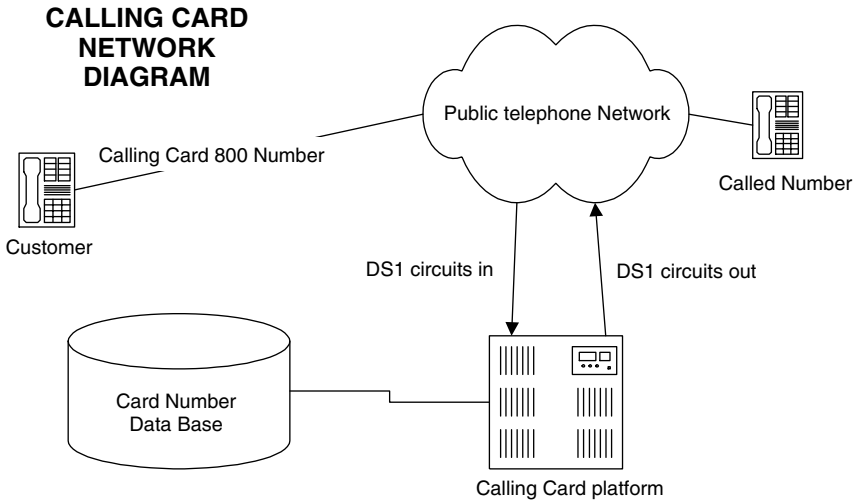 CALLING CARD
NETWORK
DIAGRAM
Public telephone Network
Calling Card 800 Number
Called Number
Customer
DS1 circuits in
DS1 circuits out
Card Number
Data Base
Calling Card platform